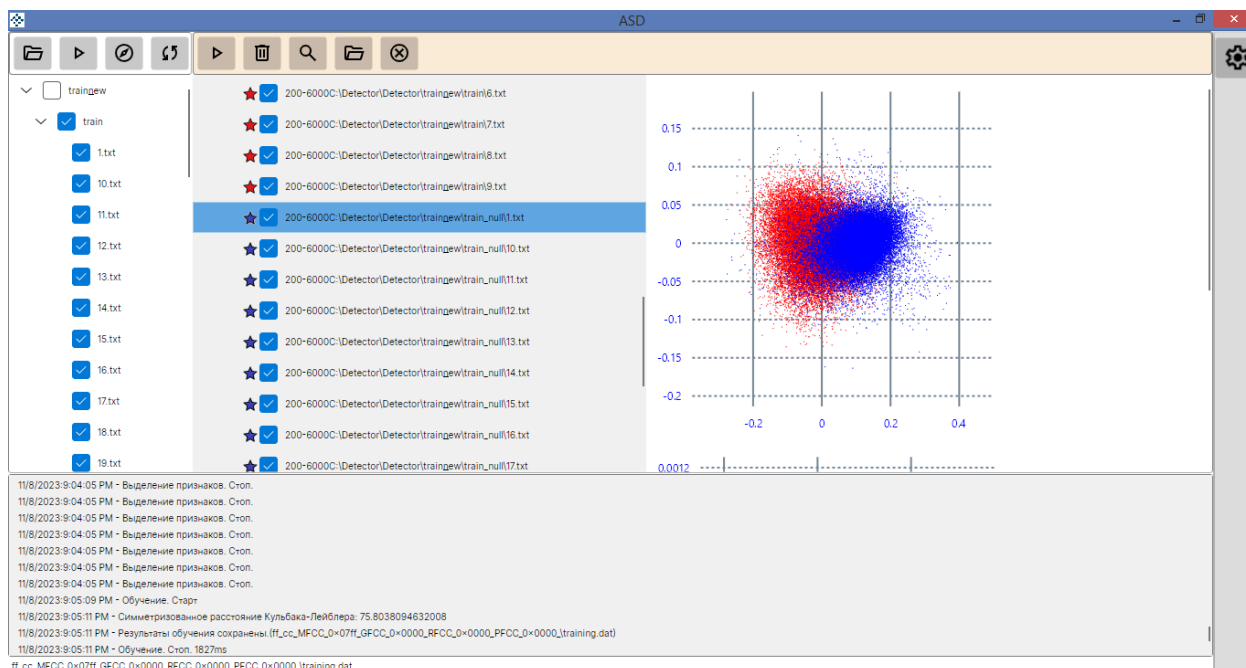 ASD
trainnew
train
1.txt
10.txt
11.txt
12.txt
13.txt
14.txt
15.txt
16.txt
17.txt
18.txt
19.txt
200-6000C:\Detector\Detector\trainnew\train\6.txt
200-6000C:\Detector\Detector\trainnew\train\7.txt
200-6000C:\Detector\Detector\trainnew\train\8.txt
200-6000C:\Detector\Detector\trainnew\train\9.txt
200-6000C:\Detector\Detector\trainnew\train_null\1.txt
200-6000C:\Detector\Detector\trainnew\train_null\10.txt
200-6000C:\Detector\Detector\trainnew\train_null\11.txt
200-6000C:\Detector\Detector\trainnew\train_null\12.txt
200-6000C:\Detector\Detector\trainnew\train_null\13.txt
200-6000C:\Detector\Detector\trainnew\train_null\14.txt
200-6000C:\Detector\Detector\trainnew\train_null\15.txt
200-6000C:\Detector\Detector\trainnew\train_null\16.txt
200-6000C:\Detector\Detector\trainnew\train_null\17.txt
0.15
0.1
0.05
0
-0.05
-0.1
-0.15
-0.2
-0.2 0 0.2 0.4
0.0012
11/8/2023:9:04:05 PM - Выделение признаков. Стоп.
11/8/2023:9:04:05 PM - Выделение признаков. Стоп.
11/8/2023:9:04:05 PM - Выделение признаков. Стоп.
11/8/2023:9:04:05 PM - Выделение признаков. Стоп.
11/8/2023:9:04:05 PM - Выделение признаков. Стоп.
11/8/2023:9:04:05 PM - Выделение признаков. Стоп.
11/8/2023:9:04:05 PM - Выделение признаков. Стоп.
11/8/2023:9:05:09 PM - Обучение. Старт
11/8/2023:9:05:11 PM - Симметризованное расстояние Кульбака-Лейблера: 75.8038094632008
11/8/2023:9:05:11 PM - Результаты обучения сохранены.(ff_cc_MFCC_0×07ff_GFCC_0×0000_RFCC_0×0000_PFCC_0×0000_\training.dat)
11/8/2023:9:05:11 PM - Обучение. Стоп. 1827ms
ff_cc_MFCC_0×07ff_GFCC_0×0000_RFCC_0×0000_PFCC_0×0000_\training.dat